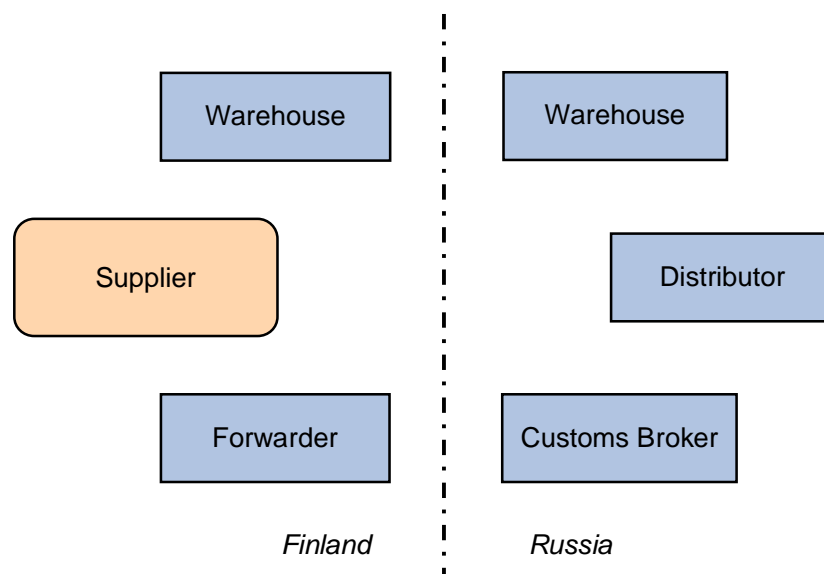 Warehouse
Warehouse
Supplier
Distributor
Forwarder
Customs Broker
Finland
Russia